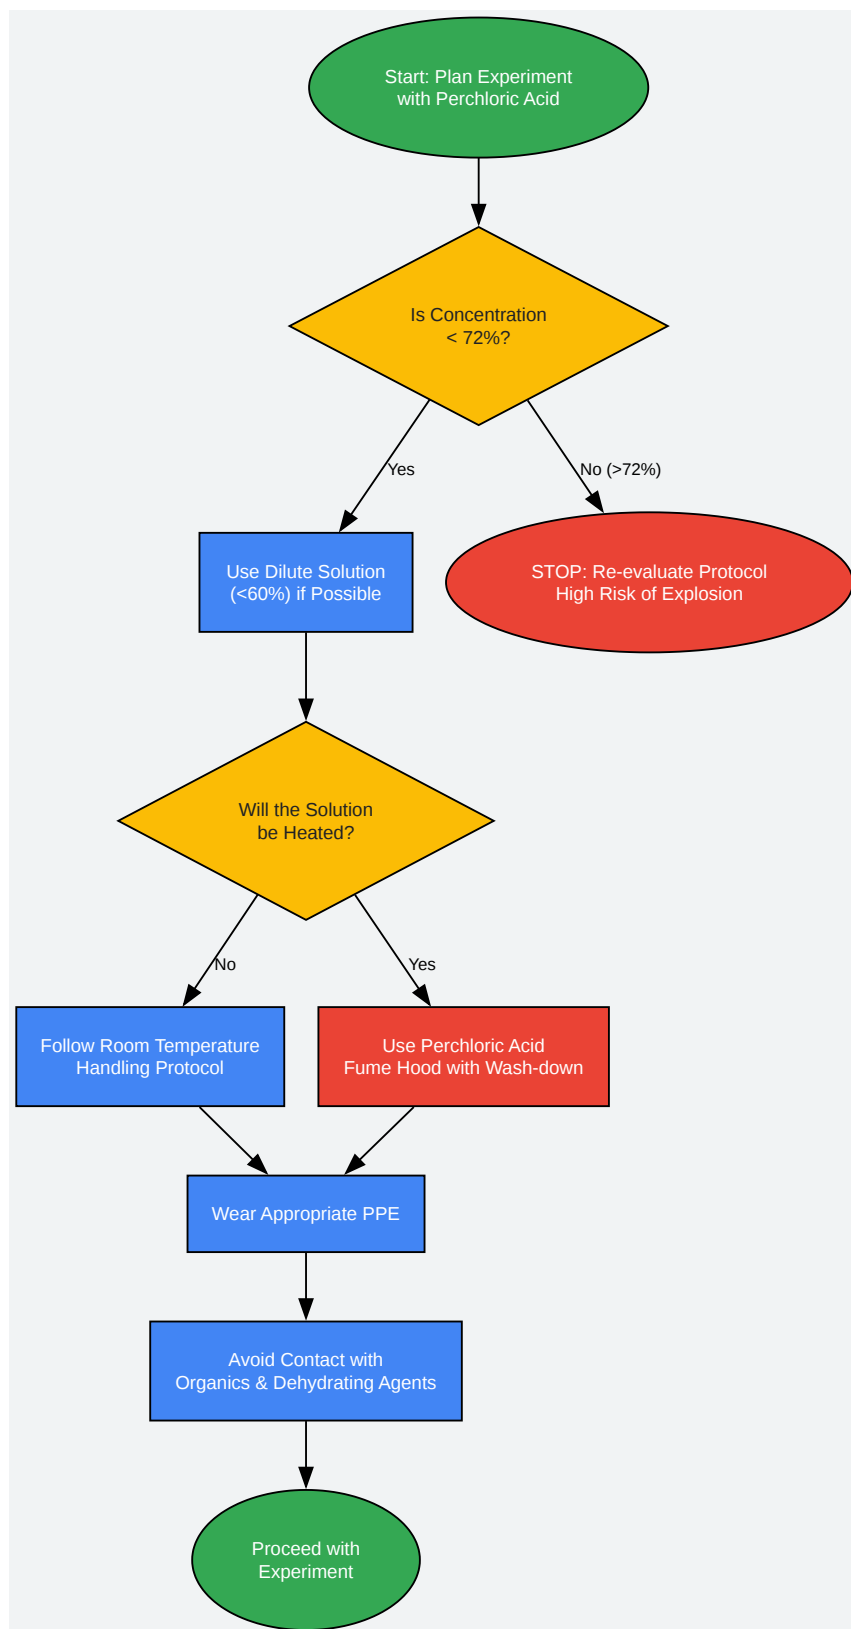 Start: Plan Experiment
with Perchloric Acid
Is Concentration
< 72%?
Yes
No (>72%)
Use Dilute Solution
(<60%) if Possible
STOP: Re-evaluate Protocol
High Risk of Explosion
Will the Solution
be Heated?
No
Yes
Follow Room Temperature
Handling Protocol
Use Perchloric Acid
Fume Hood with Wash-down
Wear Appropriate PPE
Avoid Contact with
Organics & Dehydrating Agents
Proceed with
Experiment